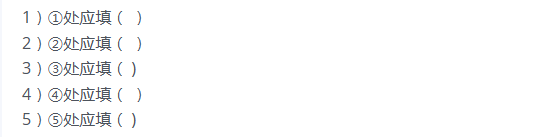 1）①处应填（ ）
2）②处应填（ ）
3）③处应填（ ）
4）④处应填（ ）
5）⑤处应填（ ）